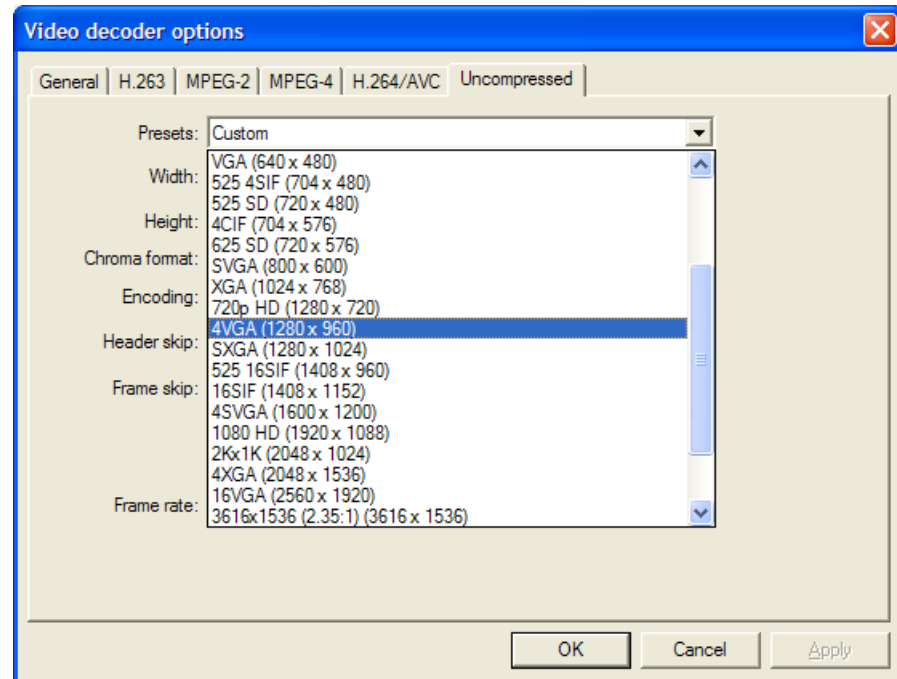 Video decoder options
General H.263 MPEG-2 MPEG-4 H.264/AVC Uncompressed
Presets: Custom
Width:
Height:
Chroma format:
Encoding:
Header skip:
Frame skip:
Frame rate:
VGA (640 x 480)
525 4SIF (704 x 480)
525 SD (720 x 480)
4CIF (704 x 576)
625 SD (720 x 576)
SVGA (800 x 600)
XGA (1024 x 768)
720p HD (1280 x 720)
4VGA (1280 x 960)
SXGA (1280 x 1024)
525 16SIF (1408 x 960)
16SIF (1408 x 1152)
4SVGA (1600 x 1200)
1080 HD (1920 x 1088)
2Kx1K (2048 x 1024)
4XGA (2048 x 1536)
16VGA (2560 x 1920)
3616x1536 (2.35:1) (3616 x 1536)
OK Cancel Apply